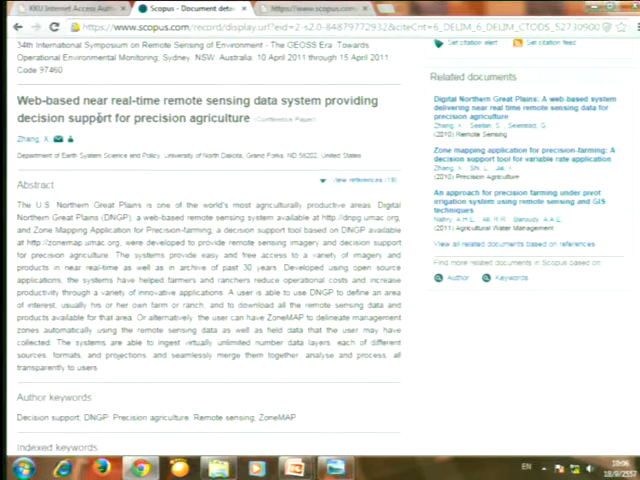 KKU Internet Access Auth
Scopus - Document deta
https://www.scopus.com/
https://www.scopus.com/record/display.url?eid=2-s2.0-84879772932&citeCnt=6_DELIM_6_DELIM_CTODS_52730900
34th International Symposium on Remote Sensing of Environment - The GEOSS Era: Towards
Operational Environmental Monitoring; Sydney, NSW; Australia; 10 April 2011 through 15 April 2011;
Code 97460
Web-based near real-time remote sensing data system providing
decision support for precision agriculture (Conference Paper)
Zhang, X.
Department of Earth System Science and Policy, University of North Dakota, Grand Forks, ND 58202, United States
Abstract
View references (19)
The U.S. Northern Great Plains is one of the world's most agriculturally productive areas. Digital
Northern Great Plains (DNGP), a web-based remote sensing system available at http://dngp.umac.org,
and Zone Mapping Application for Precision-farming, a decision support tool based on DNGP available
at http://zonemap.umac.org, were developed to provide remote sensing imagery and decision support
for precision agriculture. The systems provide easy and free access to a variety of imagery and
products in near real-time as well as in archive of past 30 years. Developed using open source
applications, the systems have helped farmers and ranchers reduce operational costs and increase
productivity through a variety of innovative applications. A user is able to use DNGP to define an area
of interest, usually his or her own farm or ranch, and to download all the remote sensing data and
products available for that area. Or alternatively, the user can have ZoneMAP to delineate management
zones automatically using the remote sensing data as well as field data that the user may have
collected. The systems are able to ingest virtually unlimited number data layers, each of different
sources, formats, and projections, and seamlessly merge them together, analyse and process, all
transparently to users.
Author keywords
Decision support; DNGP; Precision agriculture; Remote sensing; ZoneMAP
Indexed keywords
Set citation alert
Set citation feed
Related documents
Digital Northern Great Plains: A web-based system
delivering near real time remote sensing data for
precision agriculture
Zhang, X., Seelan, S.
(2010) Remote Sensing
Zone mapping application for precision-farming: A
decision support tool for variable rate application
Zhang, X., Shi, L., Jia, X.
(2010) Precision Agriculture
An approach for precision farming under pivot
irrigation system using remote sensing and GIS
techniques
(2011) Agricultural Water Management
View all related documents based on references
Find more related documents in Scopus based on:
Author
Keywords
EN
10:06
18/9/2557